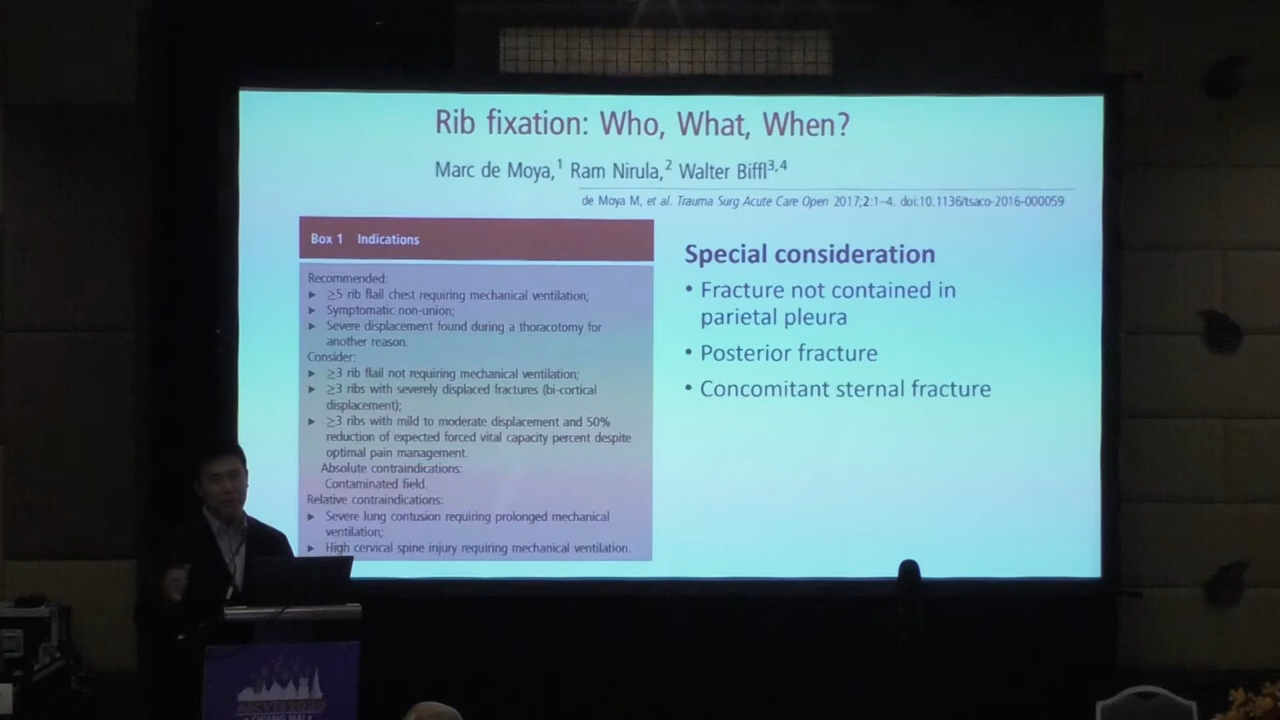 Rib fixation: Who, What, When?
Marc de Moya,¹ Ram Nirula,² Walter Biffl³,⁴
de Moya M, et al. Trauma Surg Acute Care Open 2017;2:1–4. doi:10.1136/tsaco-2016-000059
Box 1 Indications
Recommended:
► ≥5 rib flail chest requiring mechanical ventilation;
► Symptomatic non-union;
► Severe displacement found during a thoracotomy for
another reason.
Consider:
► ≥3 rib flail not requiring mechanical ventilation;
► ≥3 ribs with severely displaced fractures (bi-cortical
displacement);
► ≥3 ribs with mild to moderate displacement and 50%
reduction of expected forced vital capacity percent despite
optimal pain management.
Absolute contraindications:
Contaminated field.
Relative contraindications:
► Severe lung contusion requiring prolonged mechanical
ventilation;
► High cervical spine injury requiring mechanical ventilation.
Special consideration
• Fracture not contained in
parietal pleura
• Posterior fracture
• Concomitant sternal fracture
ASCVTS 2020
CHIANG MAI